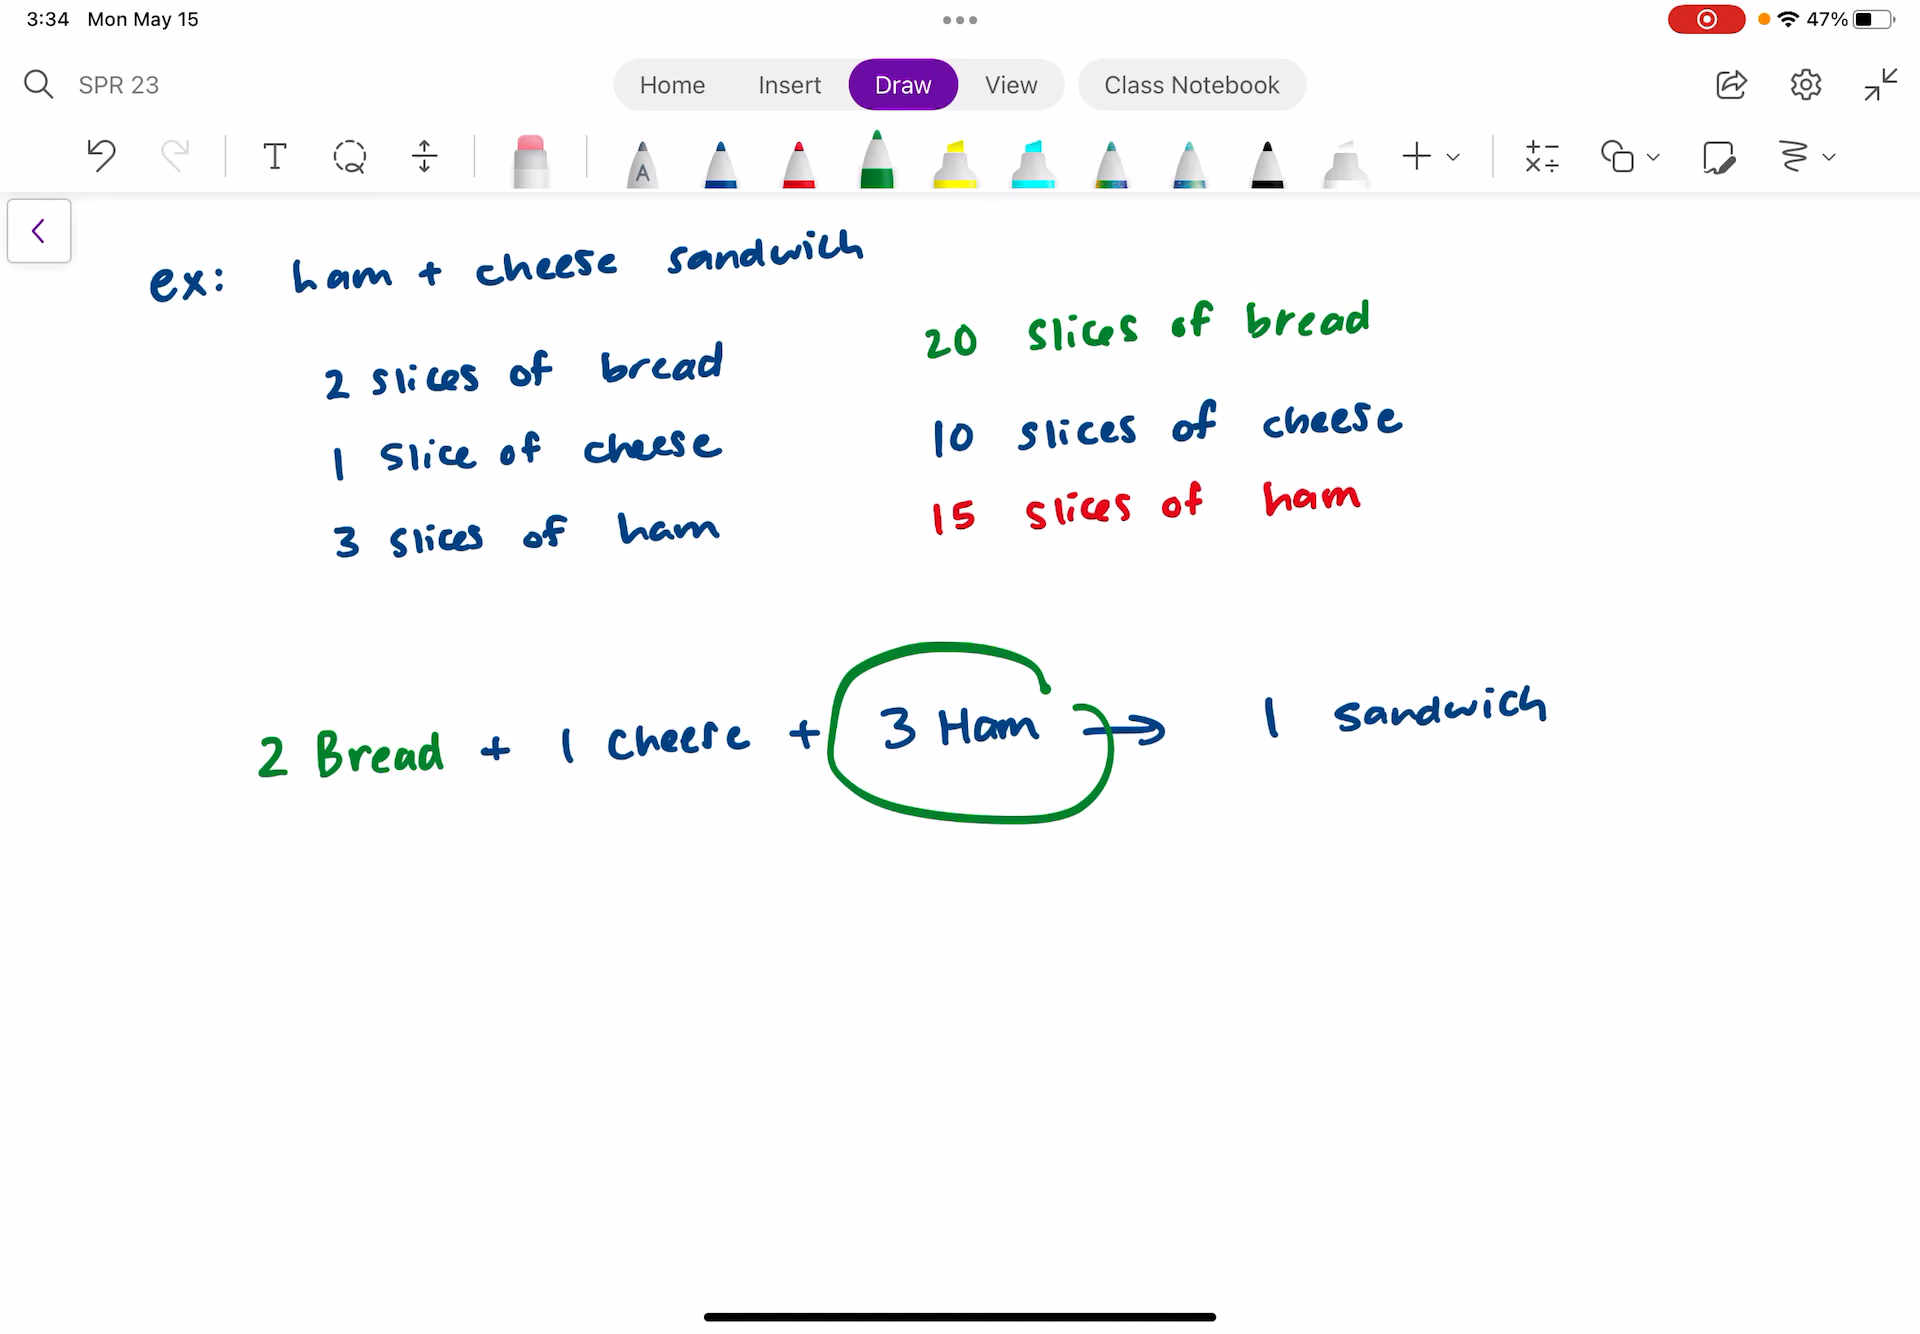 3:34 Mon May 15
47%
SPR 23
Home Insert Draw View Class Notebook
T
A
ex: ham + cheese sandwich
2 slices of bread
1 slice of cheese
3 slices of ham
20 slices of bread
10 slices of cheese
15 slices of ham
2 Bread + 1 Cheese + 3 Ham → 1 sandwich